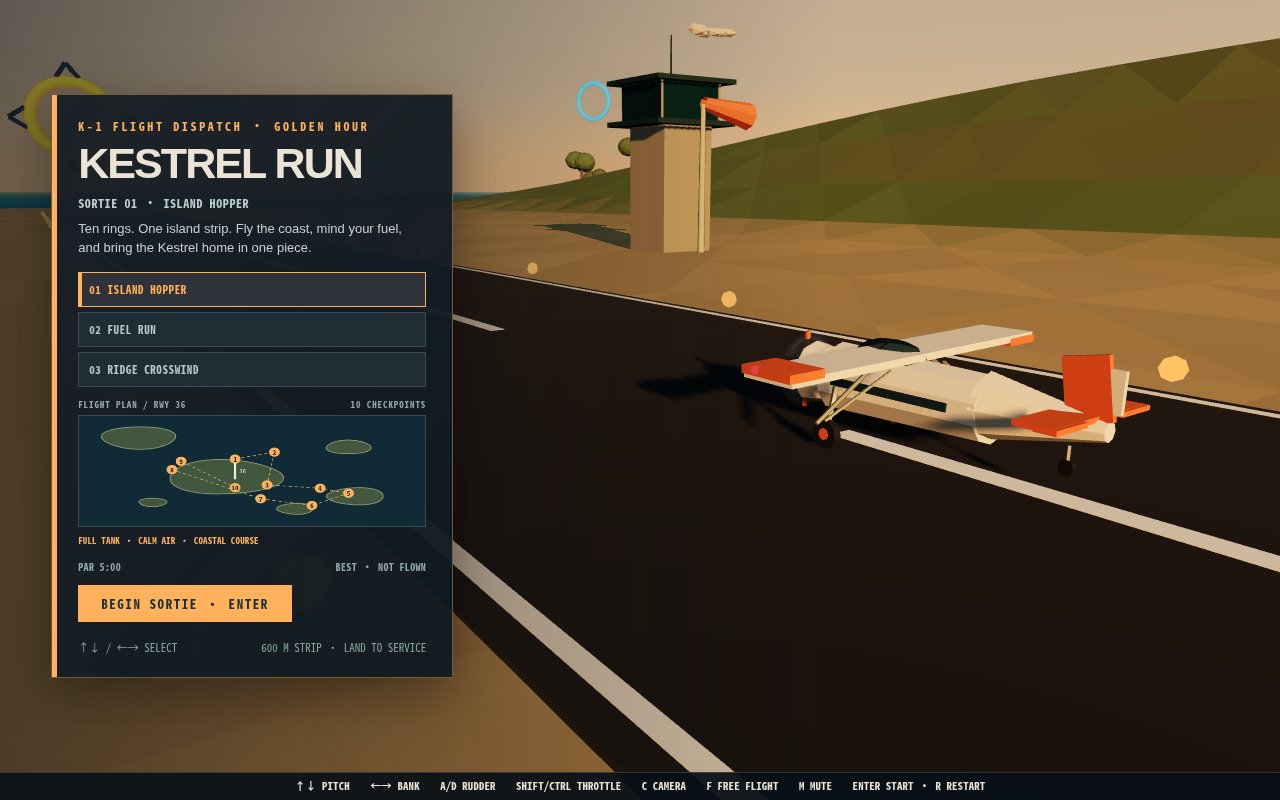 K-1 FLIGHT DISPATCH • GOLDEN HOUR
KESTREL RUN
SORTIE 01 • ISLAND HOPPER
Ten rings. One island strip. Fly the coast, mind your fuel,
and bring the Kestrel home in one piece.
01 ISLAND HOPPER
02 FUEL RUN
03 RIDGE CROSSWIND
FLIGHT PLAN / RWY 36
10 CHECKPOINTS
1
2
9
8
36
10
3
7
4
5
6
FULL TANK • CALM AIR • COASTAL COURSE
PAR 5:00
BEST • NOT FLOWN
BEGIN SORTIE • ENTER
↑↓ / ←→ SELECT
600 M STRIP • LAND TO SERVICE
↑↓ PITCH ←→ BANK A/D RUDDER SHIFT/CTRL THROTTLE C CAMERA F FREE FLIGHT M MUTE ENTER START • R RESTART